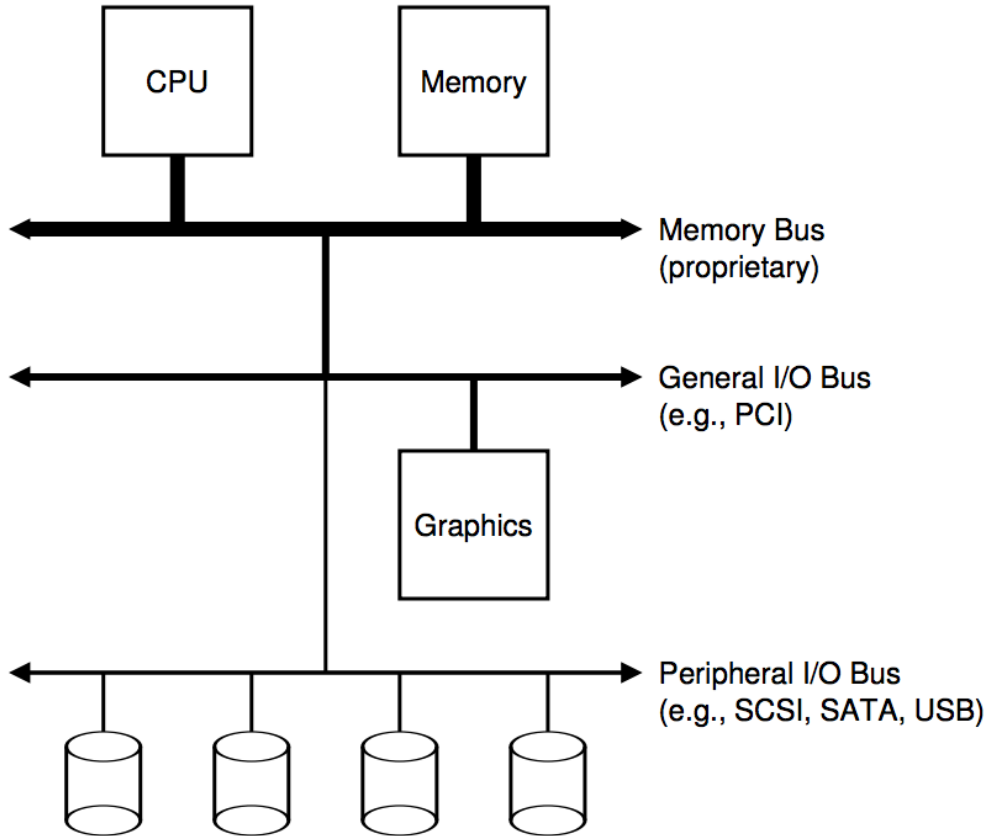 CPU
Memory
Memory Bus
(proprietary)
General I/O Bus
(e.g., PCI)
Graphics
Peripheral I/O Bus
(e.g., SCSI, SATA, USB)